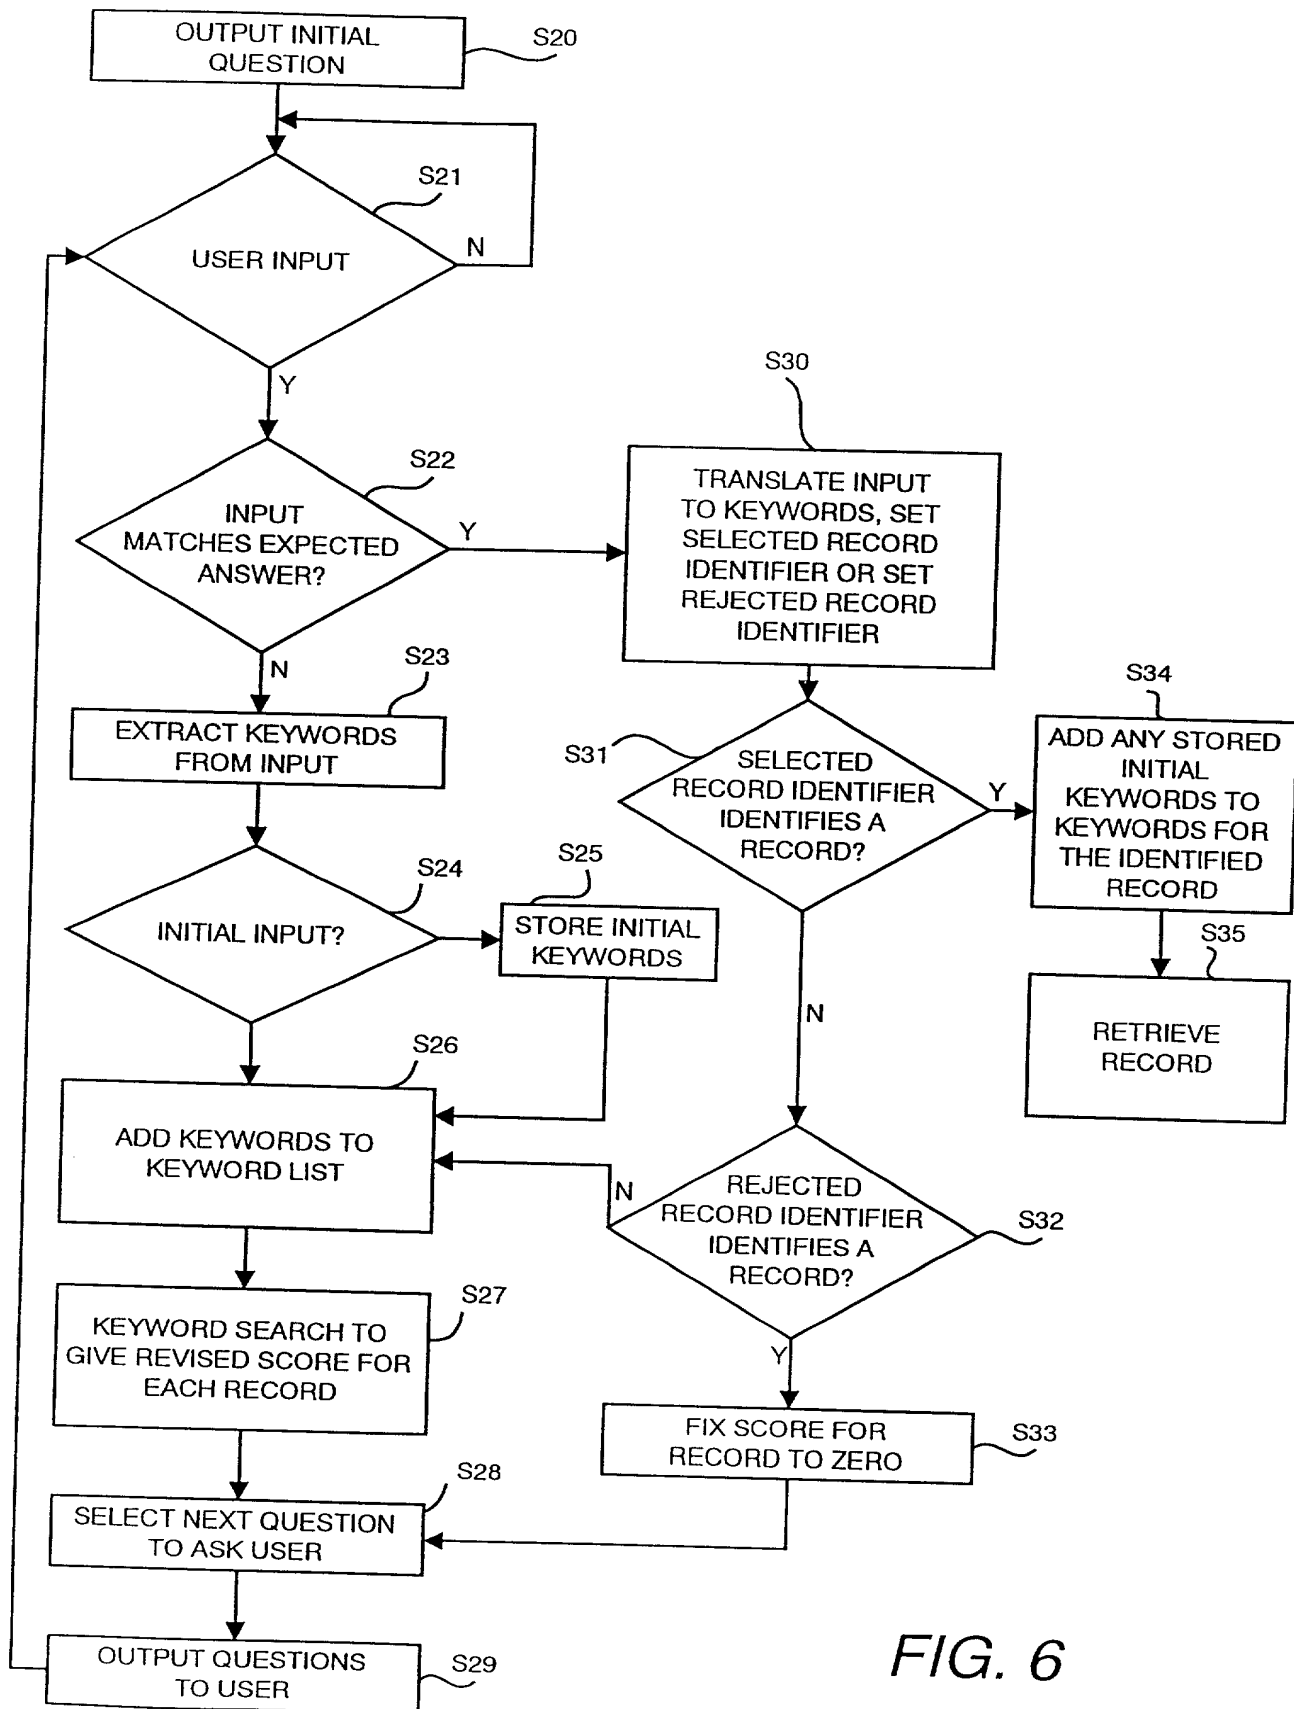 OUTPUT INITIAL
QUESTION
S20
S21
USER INPUT
N
Y
S30
S22
INPUT
MATCHES EXPECTED
ANSWER?
Y
N
TRANSLATE INPUT
TO KEYWORDS, SET
SELECTED RECORD
IDENTIFIER OR SET
REJECTED RECORD
IDENTIFIER
S23
EXTRACT KEYWORDS
FROM INPUT
S31
SELECTED
RECORD IDENTIFIER
IDENTIFIES A
RECORD?
Y
N
S34
ADD ANY STORED
INITIAL
KEYWORDS TO
KEYWORDS FOR
THE IDENTIFIED
RECORD
S24
INITIAL INPUT?
S25
STORE INITIAL
KEYWORDS
S35
RETRIEVE
RECORD
S26
ADD KEYWORDS TO
KEYWORD LIST
N
REJECTED
RECORD IDENTIFIER
IDENTIFIES A
RECORD?
S32
Y
S27
KEYWORD SEARCH TO
GIVE REVISED SCORE FOR
EACH RECORD
FIX SCORE FOR
RECORD TO ZERO
S33
S28
SELECT NEXT QUESTION
TO ASK USER
OUTPUT QUESTIONS
TO USER
S29
FIG. 6